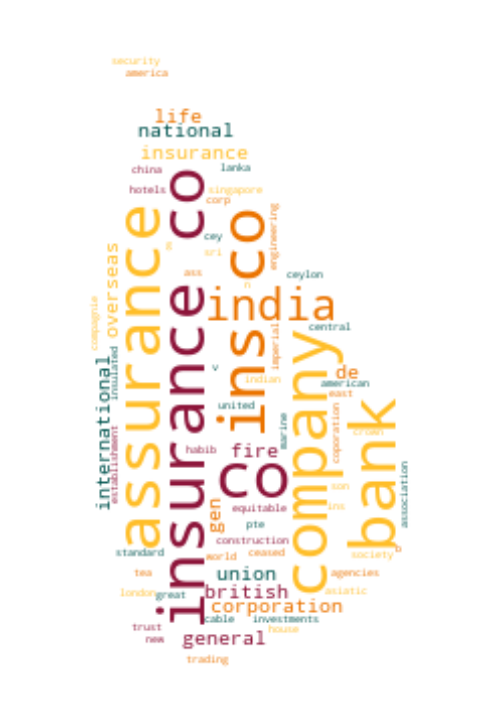 security
america
life
national
insurance
china
lanka
hotels
singapore
corp
insurance co
assurance
ins co
engineering
cey
g
sri
overseas
ass
ceylon
n
compagnie
india
central
imperial
company
international
insulated
v
de
indian
american
east
united
coporation
bank
marine
crown
establishment
habib
fire
association
co
son
gen
equitable
ins
pte
construction
standard
world
ceased
society
b
tea
union
agencies
london
great
british
asiatic
corporation
cable
investments
trust
house
new
general
trading